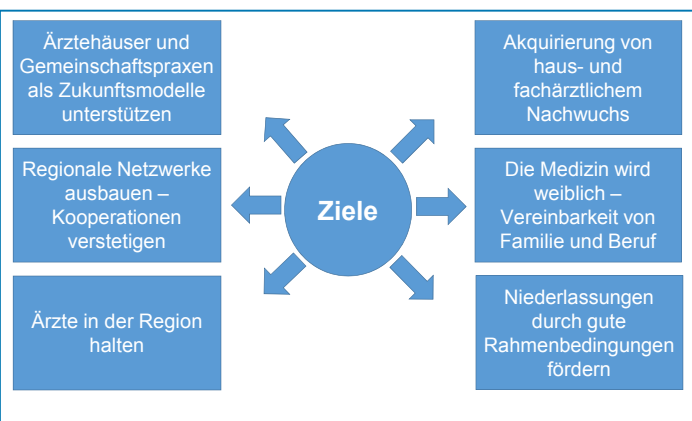 Ärztehäuser und
Gemeinschaftspraxen
als Zukunftsmodelle
unterstützen
Regionale Netzwerke
ausbauen –
Kooperationen
verstetigen
Ärzte in der Region
halten
Ziele
Akquirierung von
haus- und
fachärztlichem
Nachwuchs
Die Medizin wird
weiblich –
Vereinbarkeit von
Familie und Beruf
Niederlassungen
durch gute
Rahmenbedingungen
fördern